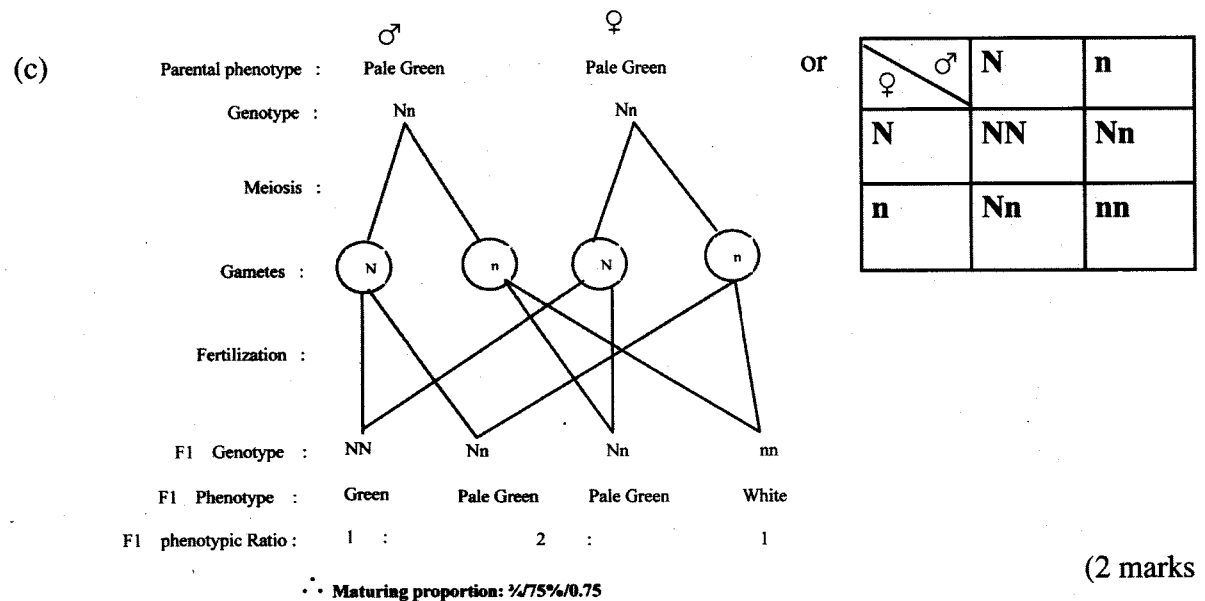 ♂ ♀
(c) Parental phenotype : Pale Green Pale Green
Genotype : Nn Nn
Meiosis :
Gametes : N n N n
Fertilization :
F1 Genotype : NN Nn Nn nn
F1 Phenotype : Green Pale Green Pale Green White
F1 phenotypic Ratio : 1 : 2 : 1
∴ Maturing proportion: ¾/75%/0.75
or
♀ ♂ N n
N NN Nn
n Nn nn
(2 marks